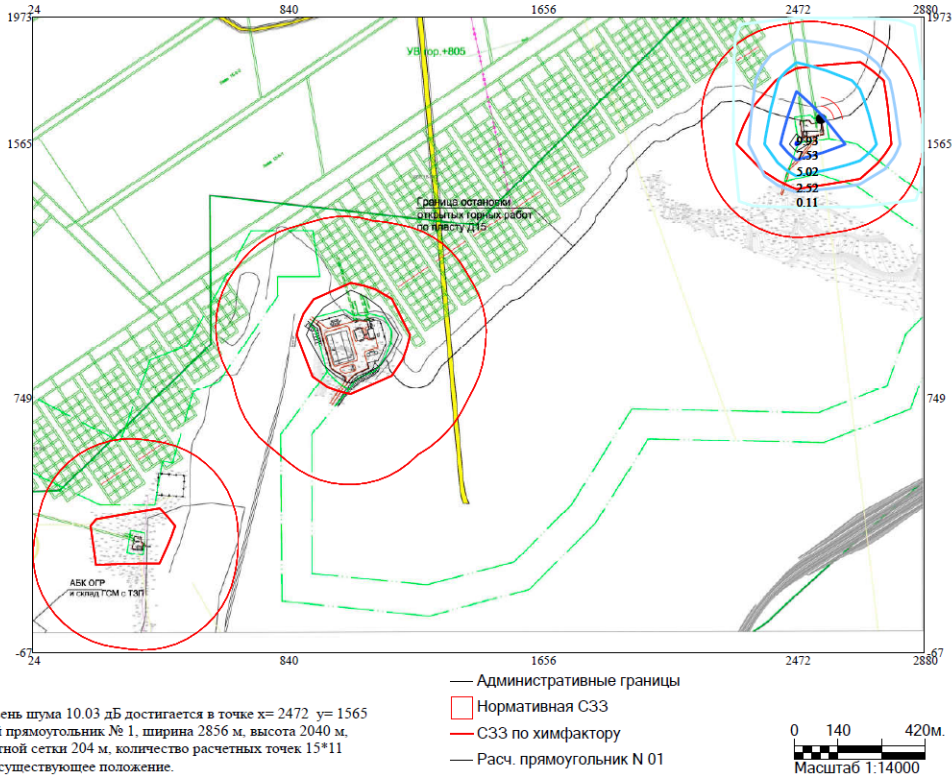 24
840
1656
2472
2880
1973
1973
УВ гор.+805
1565
1565
9.93
7.53
5.02
2.52
0.11
Граница остановки
открытых горных работ
по пласту Д15
749
749
АБК ОГР
и склад ГСМ с ТЗП
-67
-67
24
840
1656
2472
2880
Административные границы
Нормативная СЗЗ
СЗЗ по химфактору
Расч. прямоугольник N 01
ень шума 10.03 дБ достигается в точке x= 2472 y= 1565
й прямоугольник № 1, ширина 2856 м, высота 2040 м,
тной сетки 204 м, количество расчетных точек 15*11
существующее положение.
0 140 420м.
Масштаб 1:14000